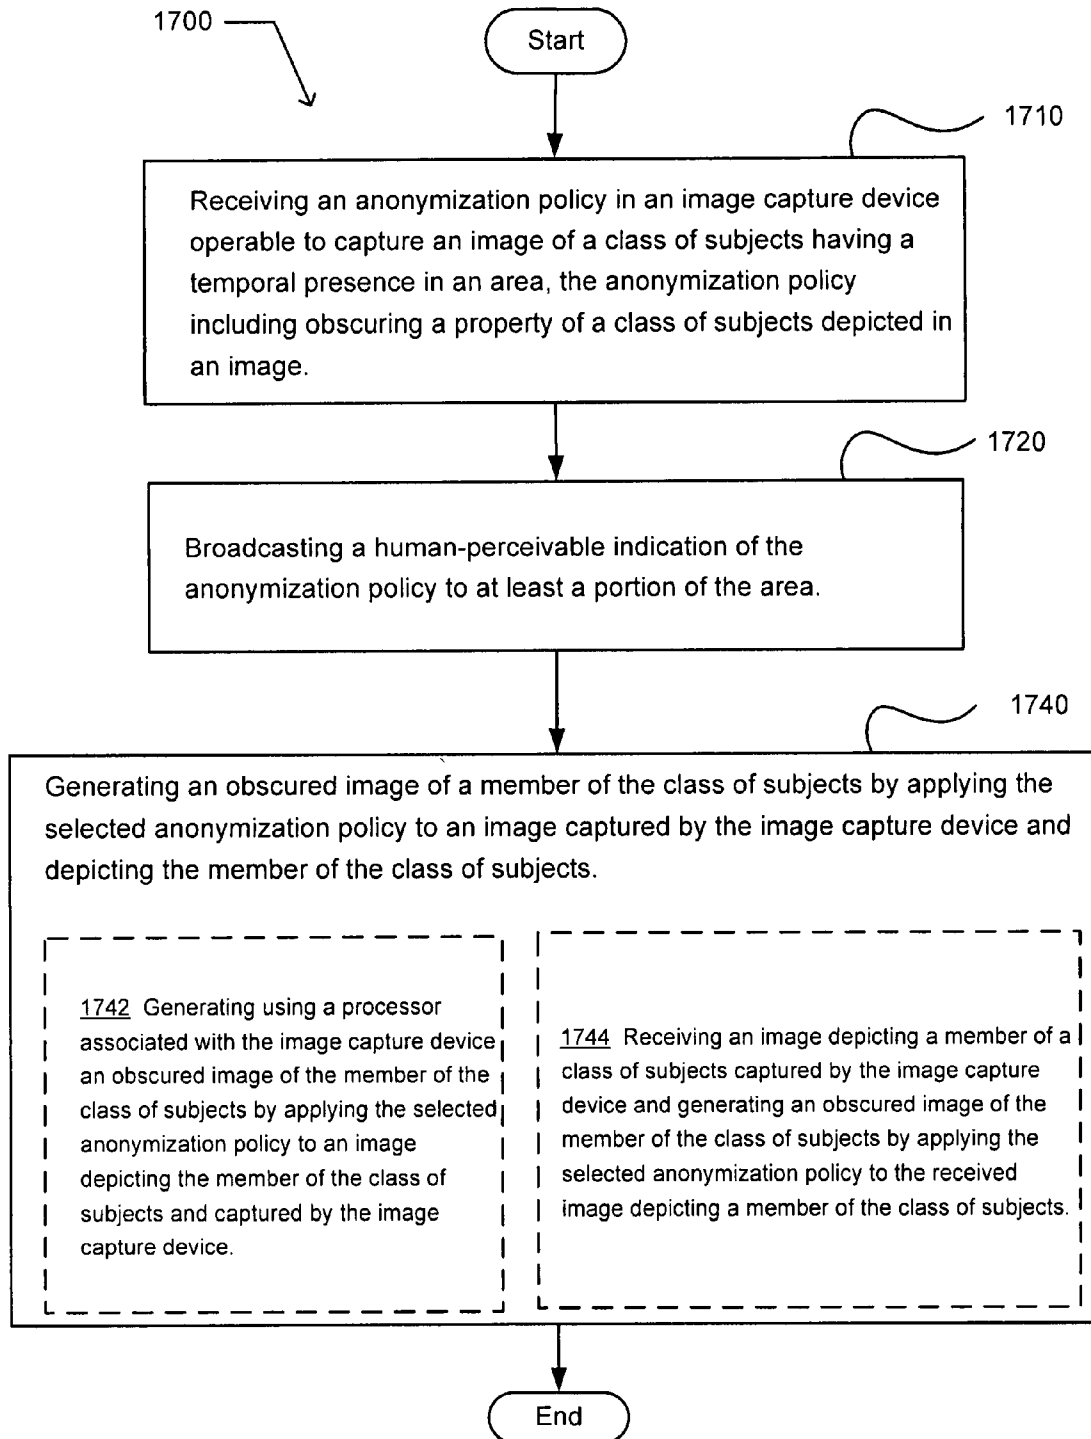 1700
Start
1710
Receiving an anonymization policy in an image capture device
operable to capture an image of a class of subjects having a
temporal presence in an area, the anonymization policy
including obscuring a property of a class of subjects depicted in
an image.
1720
Broadcasting a human-perceivable indication of the
anonymization policy to at least a portion of the area.
1740
Generating an obscured image of a member of the class of subjects by applying the
selected anonymization policy to an image captured by the image capture device and
depicting the member of the class of subjects.
1742 Generating using a processor
associated with the image capture device
an obscured image of the member of the
class of subjects by applying the selected
anonymization policy to an image
depicting the member of the class of
subjects and captured by the image
capture device.
1744 Receiving an image depicting a member of a
class of subjects captured by the image capture
device and generating an obscured image of the
member of the class of subjects by applying the
selected anonymization policy to the received
image depicting a member of the class of subjects.
End